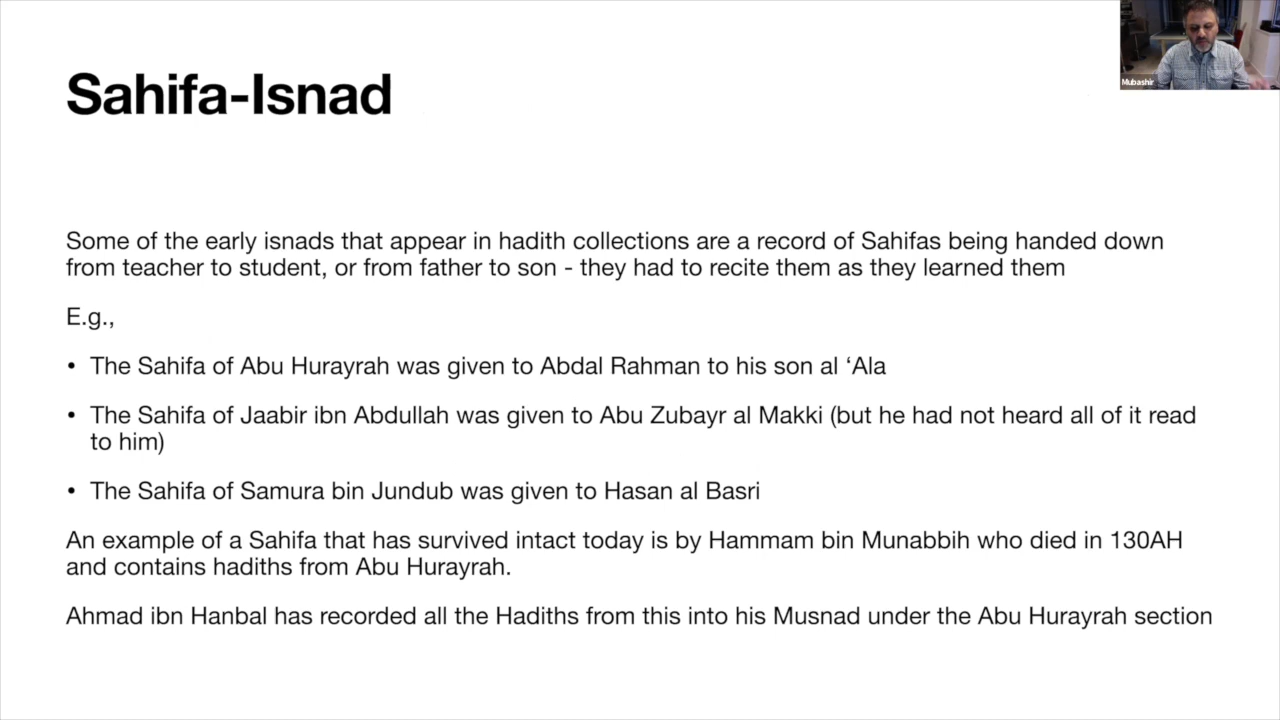 Mubashir
Sahifa-Isnad
Some of the early isnads that appear in hadith collections are a record of Sahifas being handed down
from teacher to student, or from father to son - they had to recite them as they learned them
E.g.,
• The Sahifa of Abu Hurayrah was given to Abdal Rahman to his son al ‘Ala
• The Sahifa of Jaabir ibn Abdullah was given to Abu Zubayr al Makki (but he had not heard all of it read
to him)
• The Sahifa of Samura bin Jundub was given to Hasan al Basri
An example of a Sahifa that has survived intact today is by Hammam bin Munabbih who died in 130AH
and contains hadiths from Abu Hurayrah.
Ahmad ibn Hanbal has recorded all the Hadiths from this into his Musnad under the Abu Hurayrah section